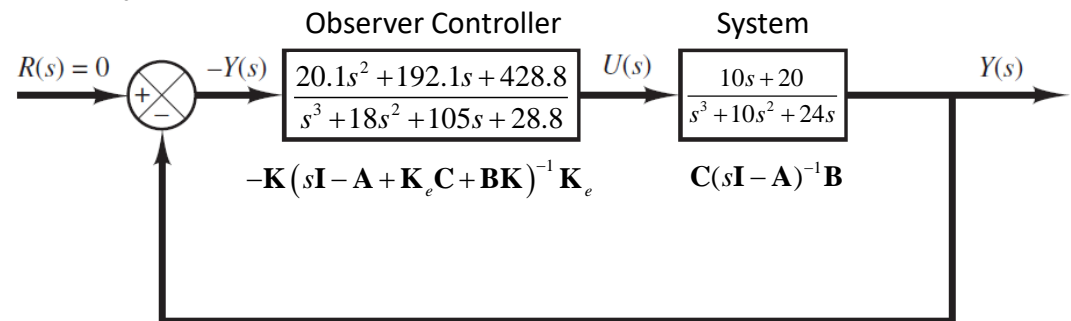 Observer Controller System
R(s) = 0 + − −Y(s) 20.1s² +192.1s + 428.8 / s³ +18s² +105s + 28.8 U(s) 10s + 20 / s³ +10s² + 24s Y(s)
−K(sI − A + KₑC + BK)⁻¹ Kₑ C(sI − A)⁻¹B